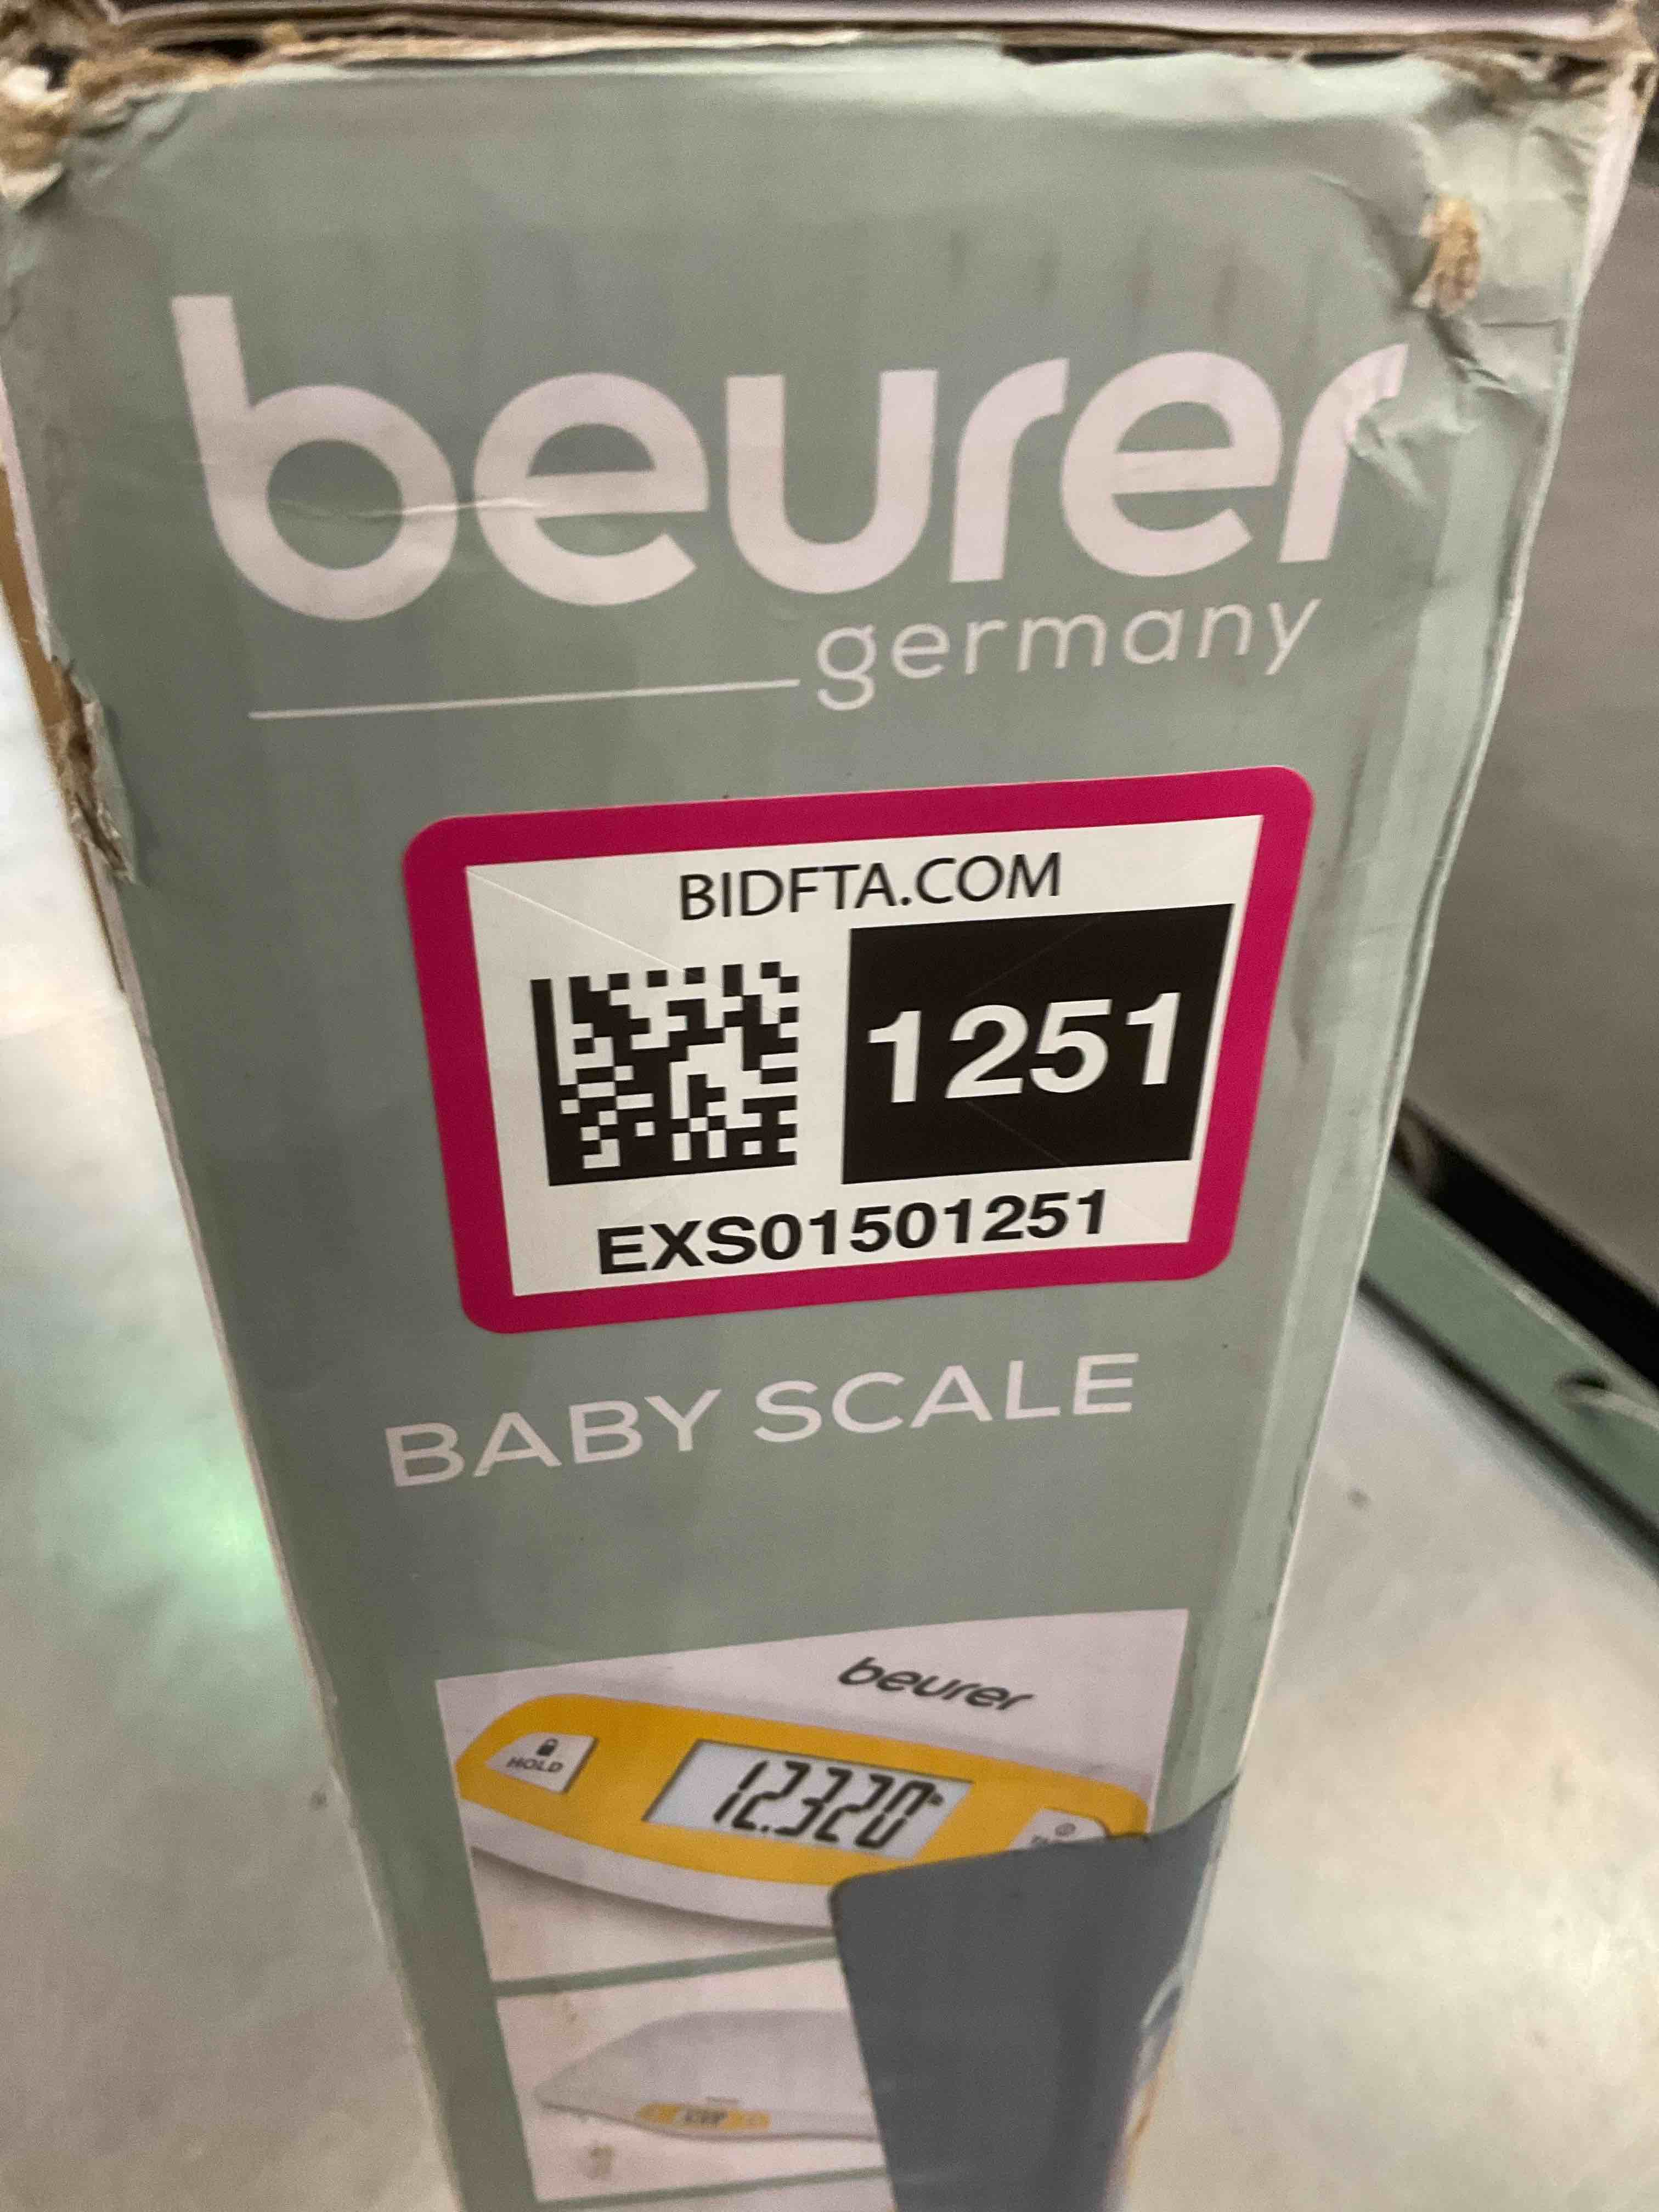 beurer
germany
BIDFTA.COM
1251
EXS01501251
BABY SCALE
beurer
HOLD
12.320